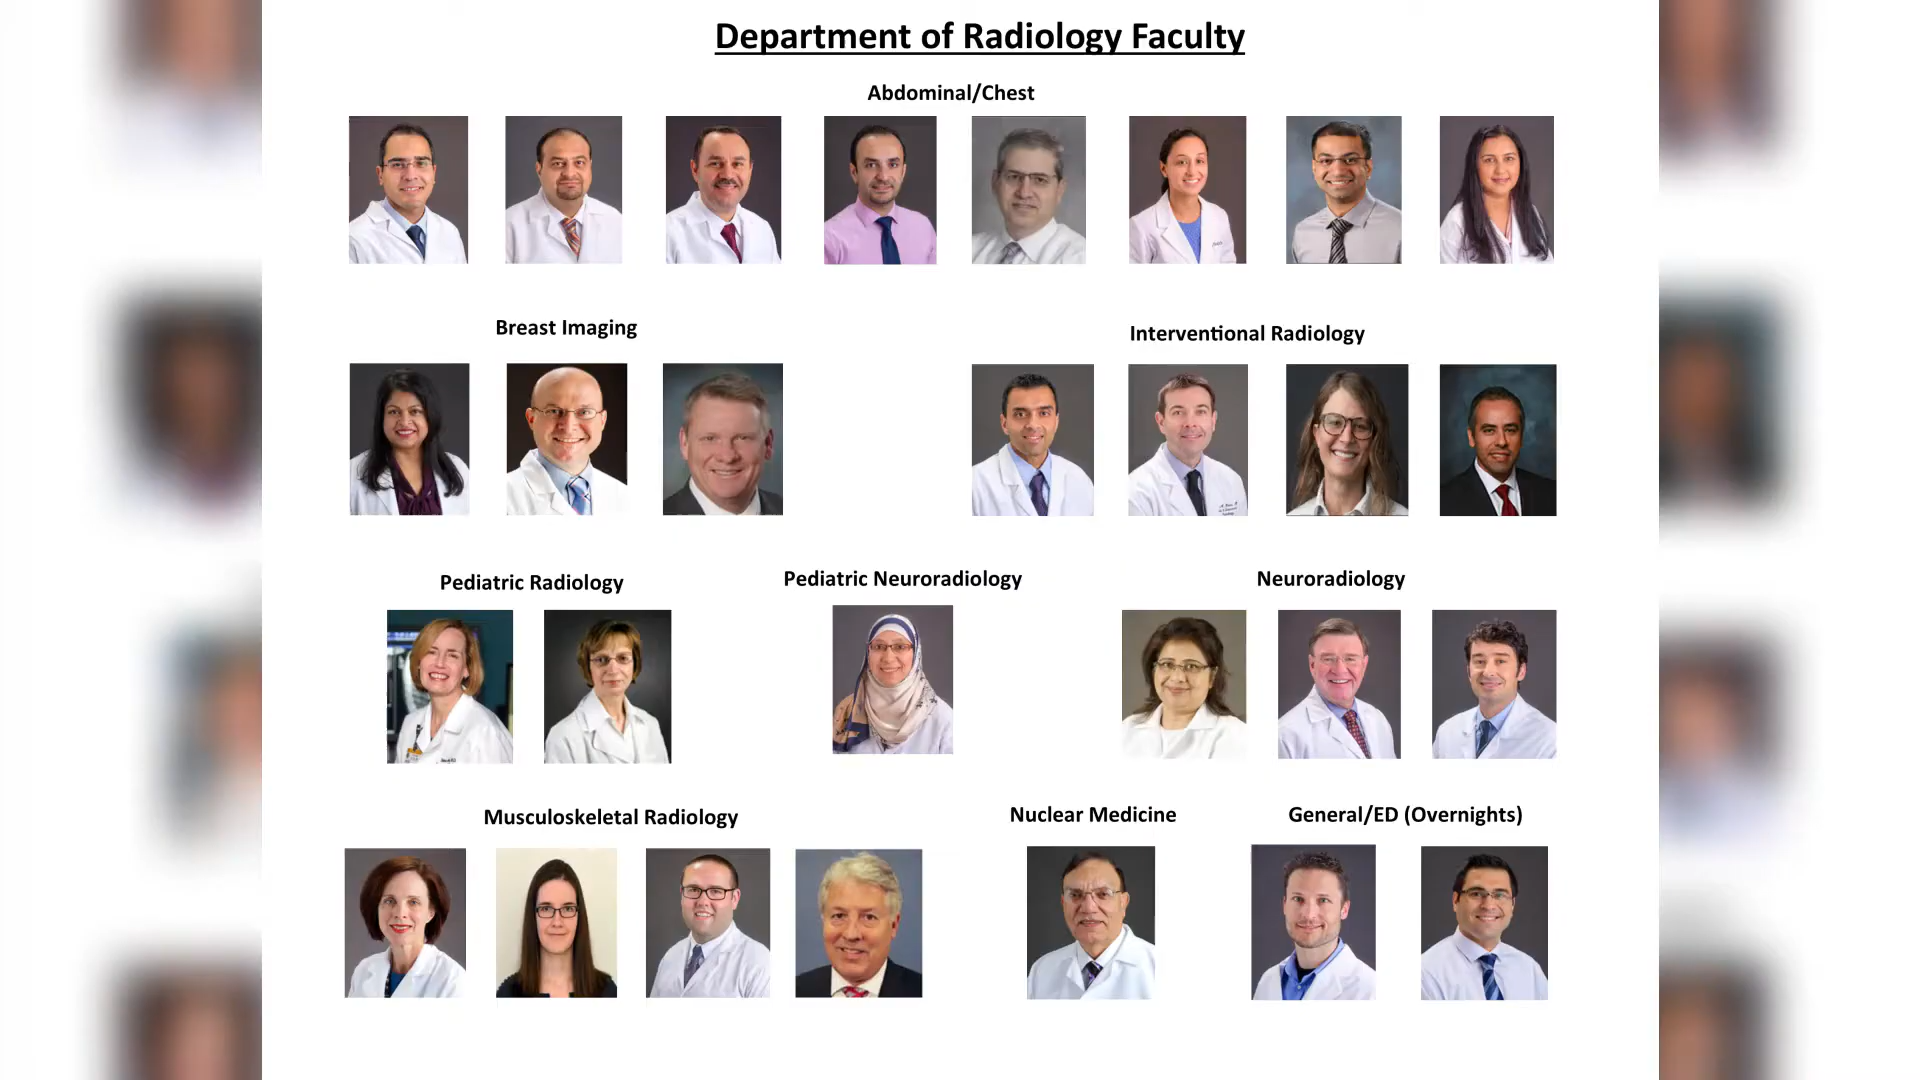 Department of Radiology Faculty
Abdominal/Chest
Breast Imaging
Interventional Radiology
Pediatric Radiology
Pediatric Neuroradiology
Neuroradiology
Musculoskeletal Radiology
Nuclear Medicine
General/ED (Overnights)